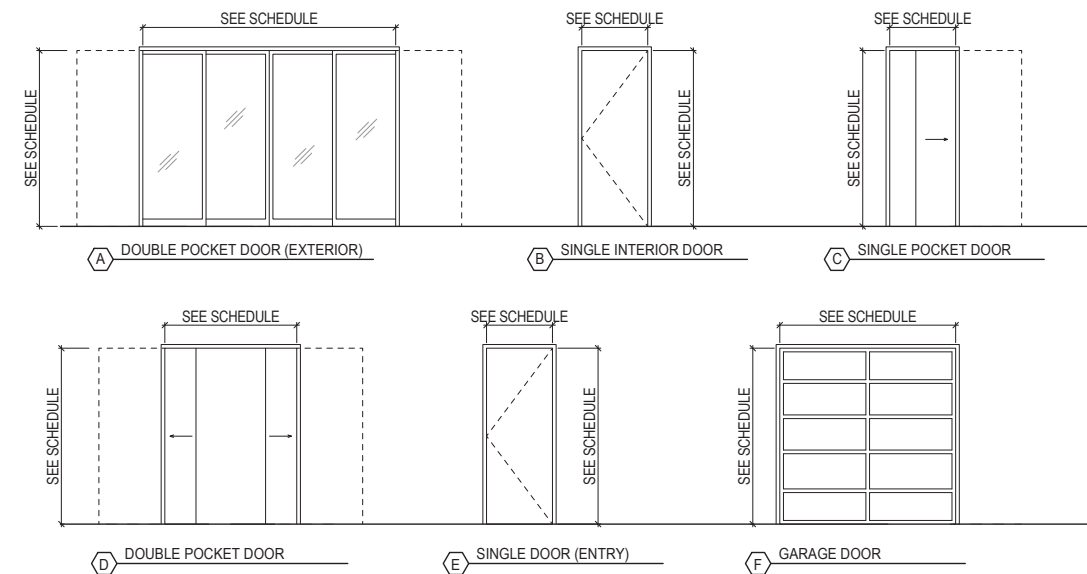 SEE SCHEDULE
SEE SCHEDULE
SEE SCHEDULE
SEE SCHEDULE
SEE SCHEDULE
SEE SCHEDULE
A DOUBLE POCKET DOOR (EXTERIOR)
B SINGLE INTERIOR DOOR
C SINGLE POCKET DOOR
SEE SCHEDULE
SEE SCHEDULE
SEE SCHEDULE
SEE SCHEDULE
SEE SCHEDULE
SEE SCHEDULE
D DOUBLE POCKET DOOR
E SINGLE DOOR (ENTRY)
F GARAGE DOOR